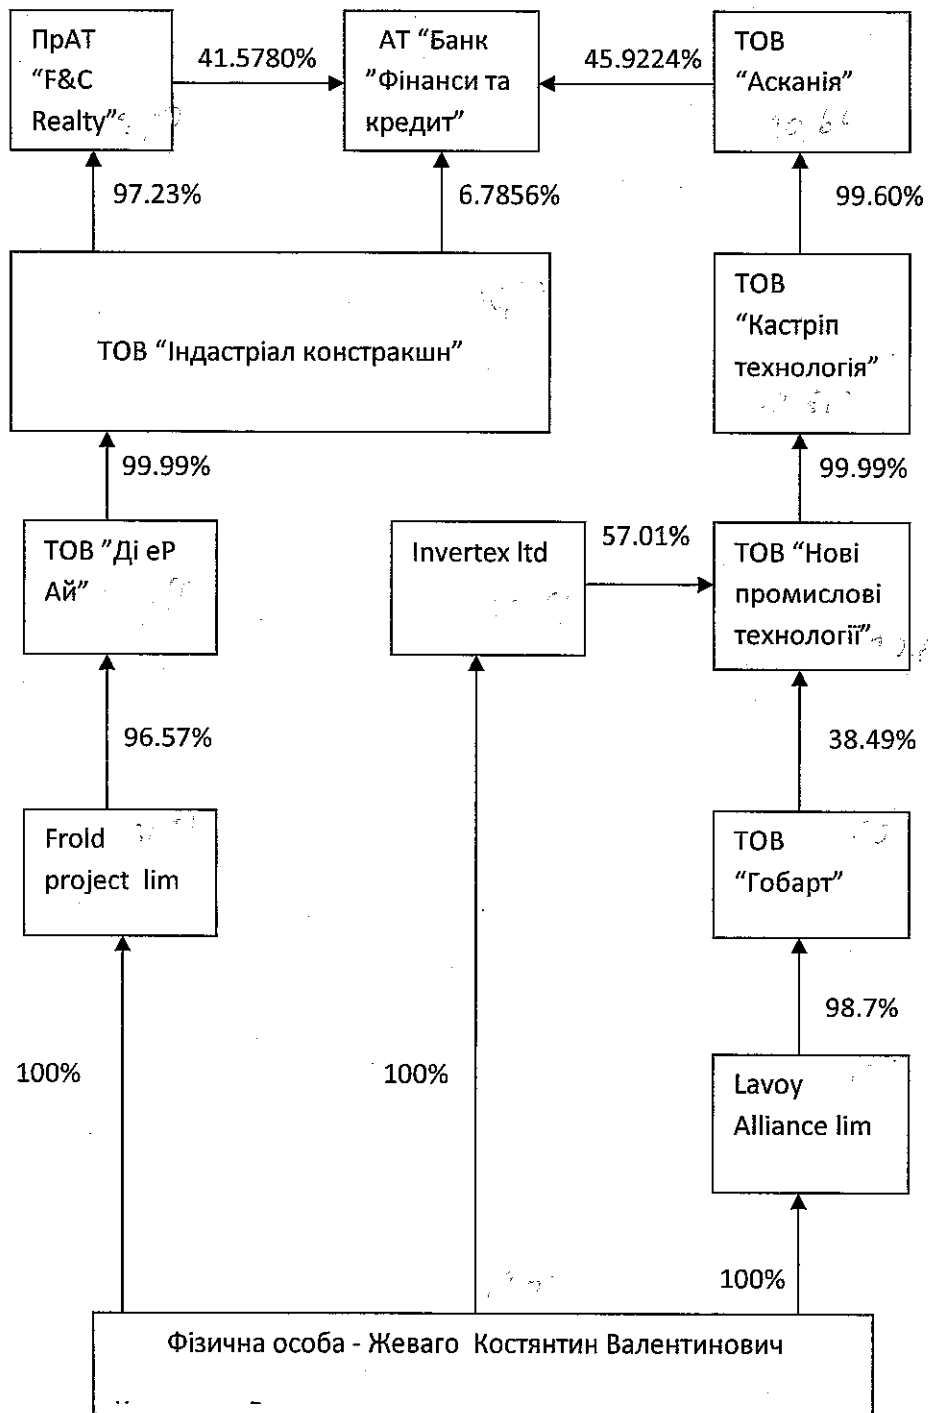 ПрАТ
“F&C
Realty”
41.5780%
АТ “Банк
”Фінанси та
кредит”
45.9224%
ТОВ
“Асканія”
97.23%
6.7856%
99.60%
ТОВ “Індастріал констракшн”
ТОВ
“Кастріп
технологія”
99.99%
99.99%
ТОВ ”Ді еР
Ай”
Invertex ltd
57.01%
ТОВ “Нові
промислові
технології”
96.57%
38.49%
Frold
project lim
ТОВ
“Гобарт”
98.7%
100%
100%
Lavoy
Alliance lim
100%
Фізична особа - Жеваго Костянтин Валентинович